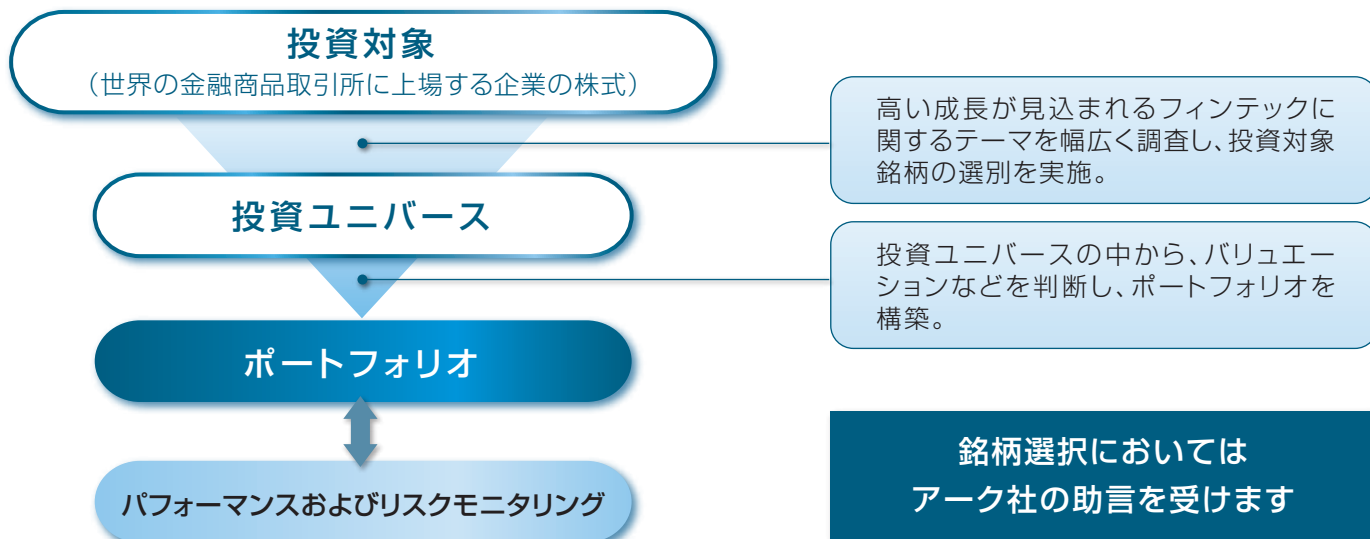 投資対象
（世界の金融商品取引所に上場する企業の株式）
高い成長が見込まれるフィンテックに
関するテーマを幅広く調査し、投資対象
銘柄の選別を実施。
投資ユニバース
投資ユニバースの中から、バリュエー
ションなどを判断し、ポートフォリオを
構築。
ポートフォリオ
パフォーマンスおよびリスクモニタリング
銘柄選択においては
アーク社の助言を受けます